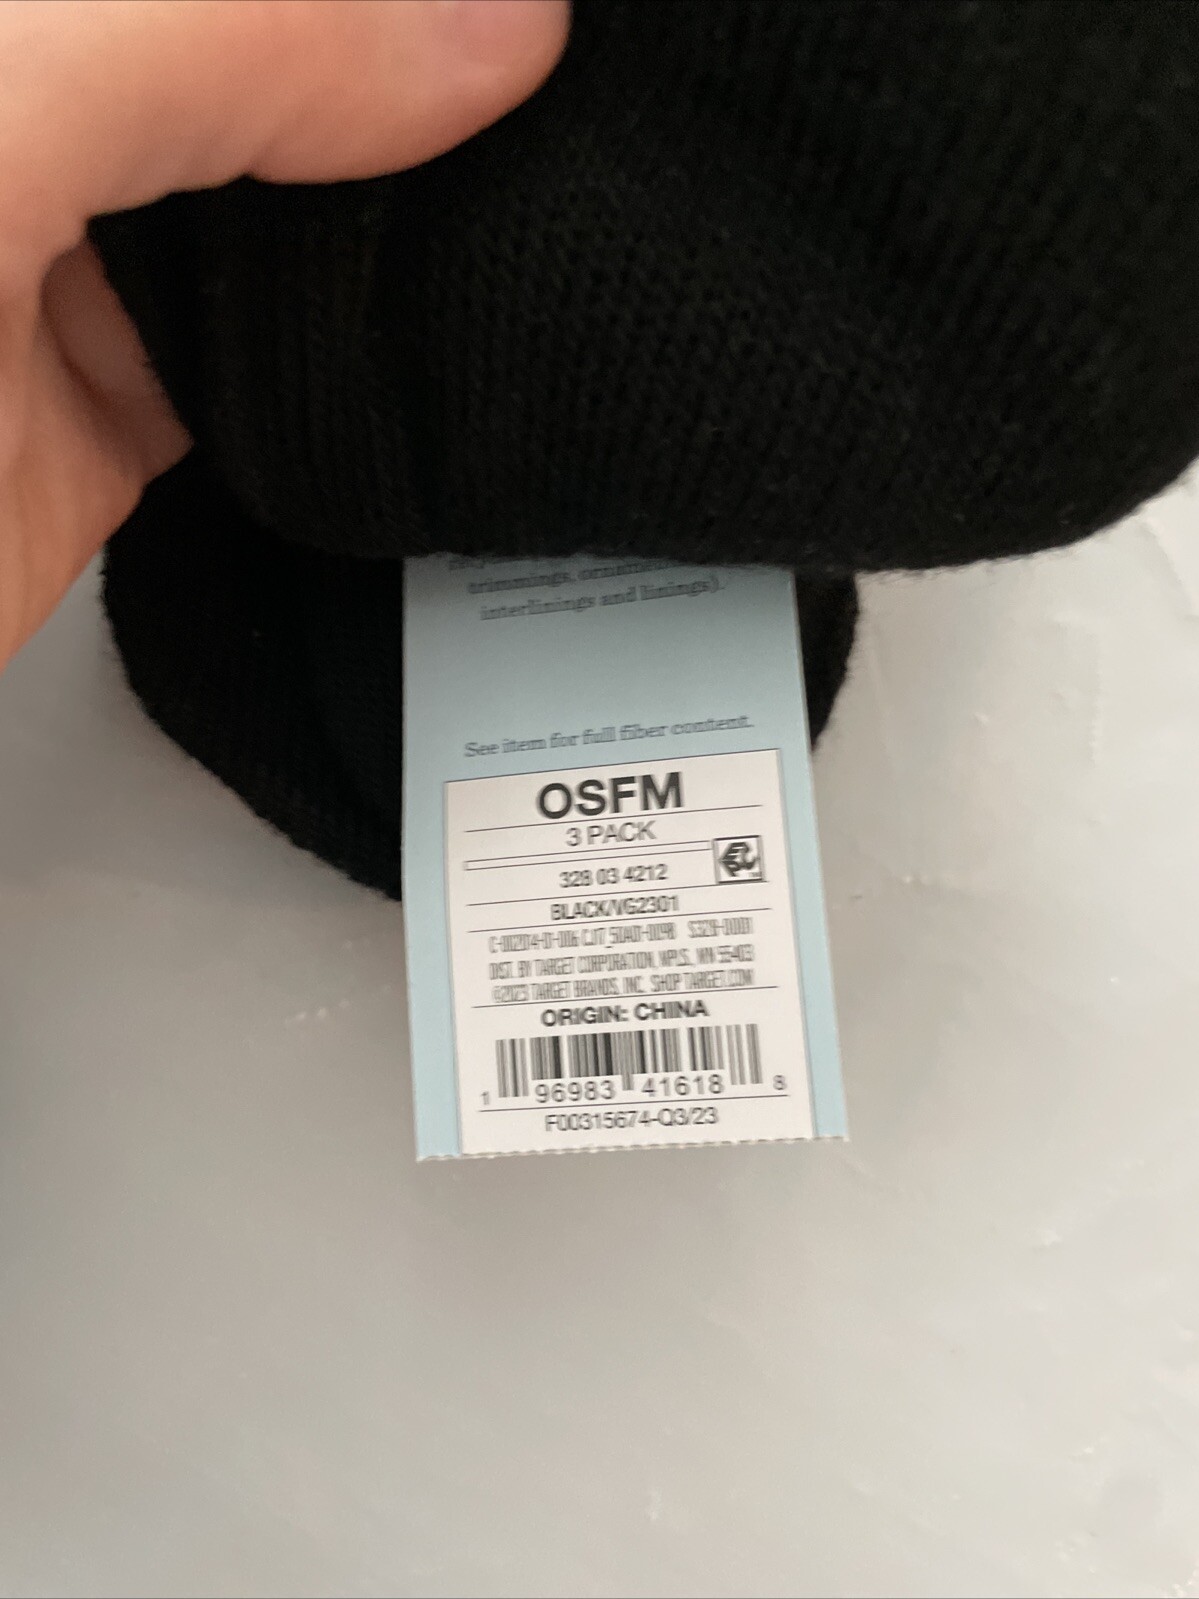 trimmings,
interlinings and linings).
See item for full fiber content.
OSFM
3 PACK
328 03 4212
BLACK/VG2301
DIST. BY TARGET CORPORATION, MPLS., MN 55403
©2023 TARGET BRANDS, INC. SHOP TARGET.COM
ORIGIN: CHINA
1 96983 41618 8
F00315674-Q3/23